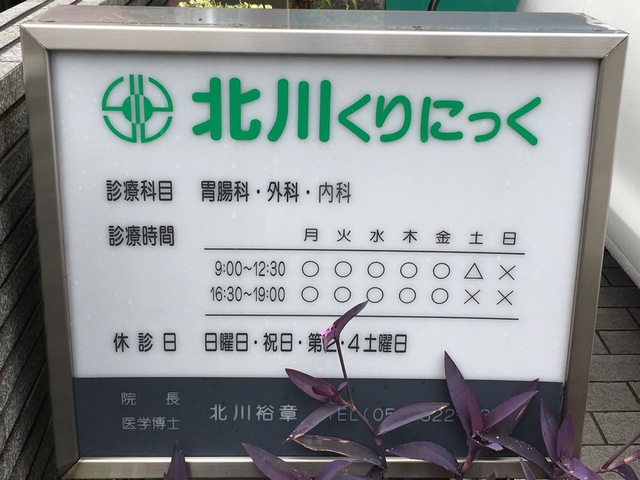 北川くりにっく
診療科目 胃腸科・外科・内科
診療時間 月 火 水 木 金 土 日
9:00~12:30 ○ ○ ○ ○ ○ △ ×
16:30~19:00 ○ ○ ○ ○ ○ × ×
休診日 日曜日・祝日・第2・4土曜日
院長
医学博士 北川裕章 TEL